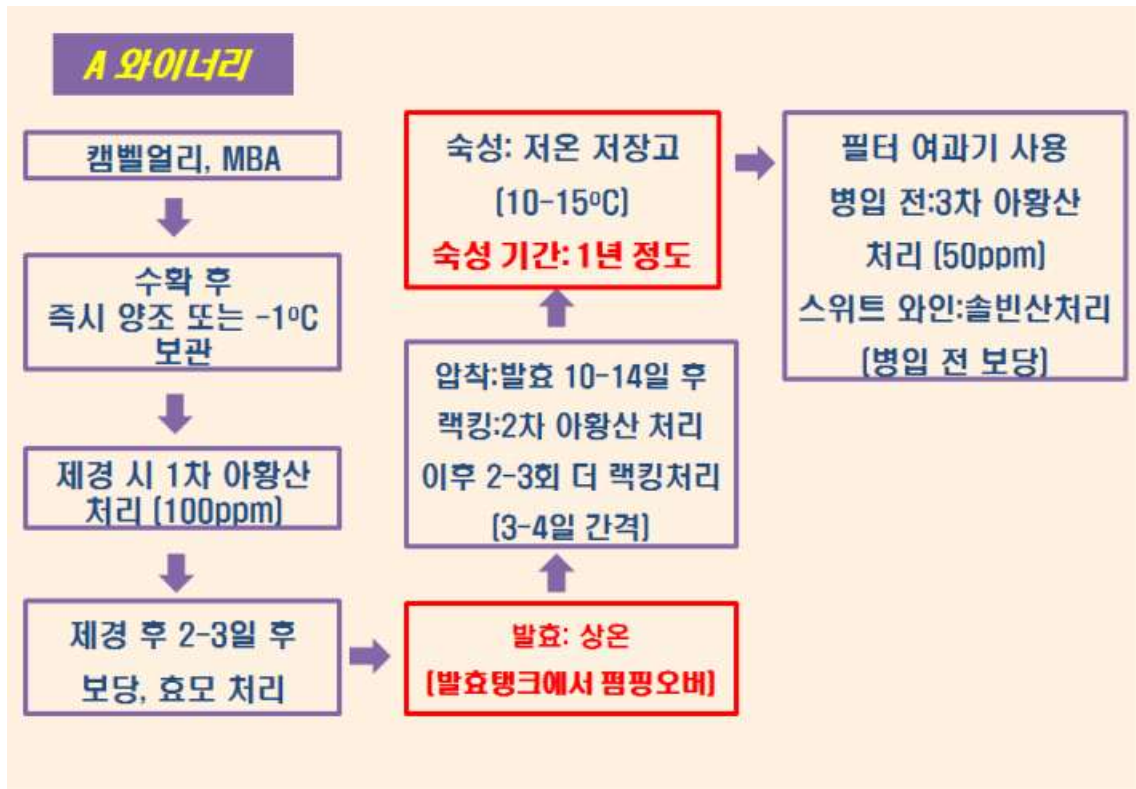 A 와이너리
캠벨얼리, MBA
수확 후
즉시 양조 또는 -1ºC
보관
제경 시 1차 아황산
처리 (100ppm)
제경 후 2-3일 후
보당, 효모 처리
발효: 상온
(발효탱크에서 펌핑오버)
압착:발효 10-14일 후
랙킹:2차 아황산 처리
이후 2-3회 더 랙킹처리
(3-4일 간격)
숙성: 저온 저장고
(10-15ºC)
숙성 기간: 1년 정도
필터 여과기 사용
병입 전:3차 아황산
처리 (50ppm)
스위트 와인:솔빈산처리
(병입 전 보당)